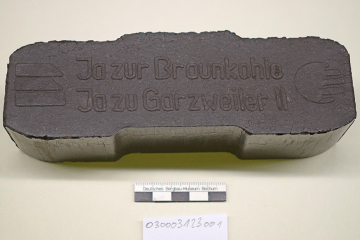 Ja zur Braunkohle
Ja zu Garzweiler II
Deutsches Bergbau-Museum Bochum
030003123001